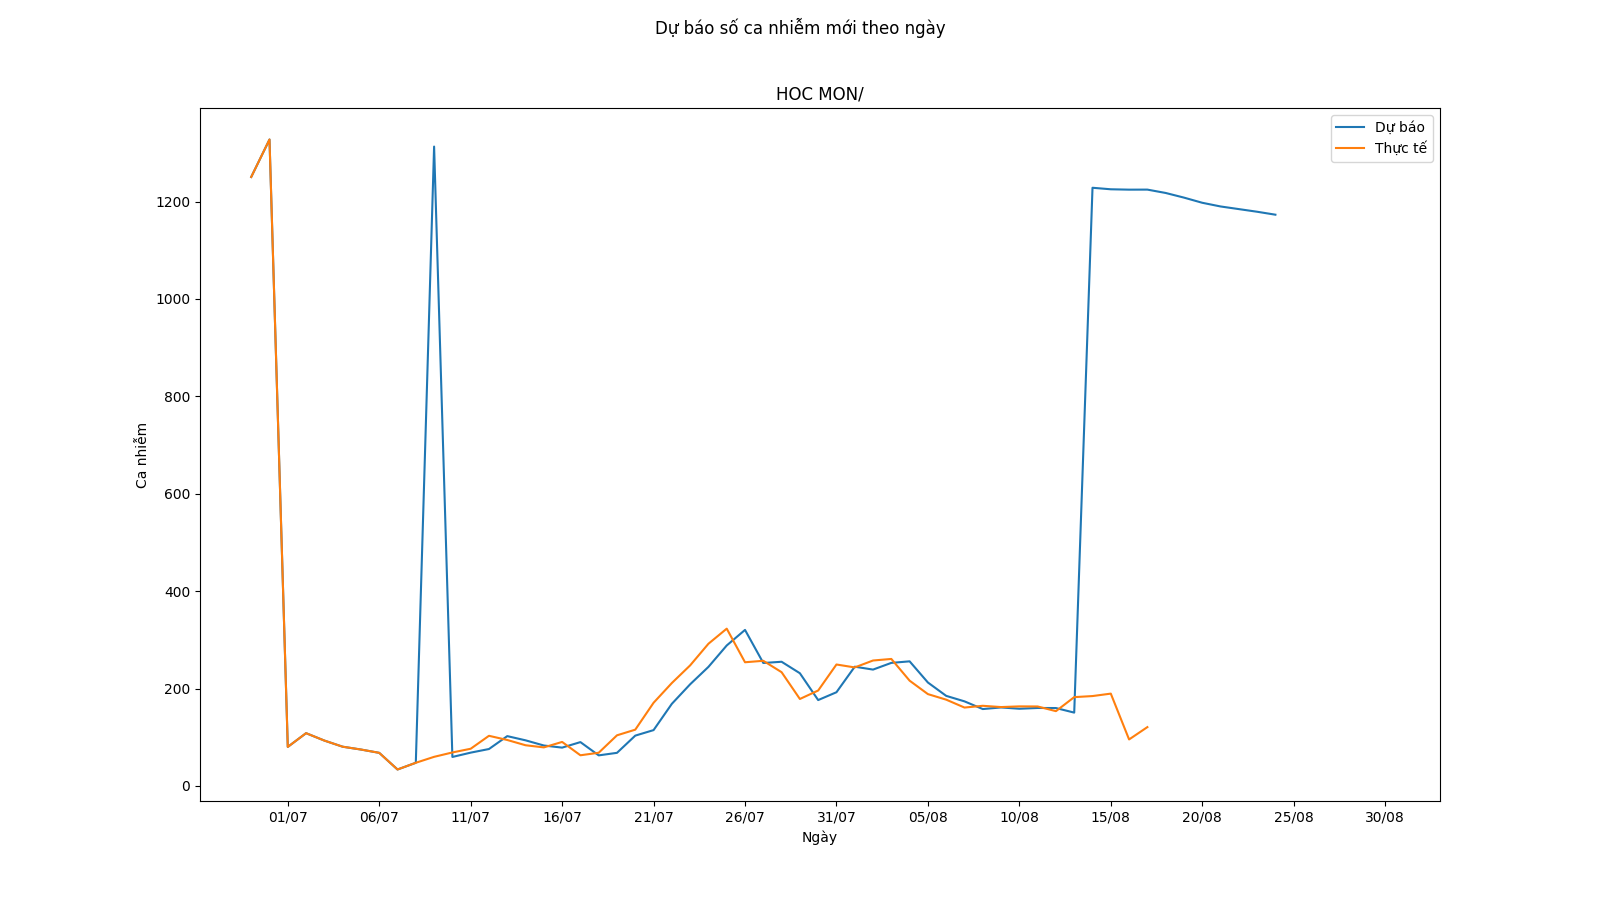 Dự báo số ca nhiễm mới theo ngày
HOC MON/
Dự báo
Thực tế
Ca nhiễm
1200
1000
800
600
400
200
0
01/07 06/07 11/07 16/07 21/07 26/07 31/07 05/08 10/08 15/08 20/08 25/08 30/08
Ngày